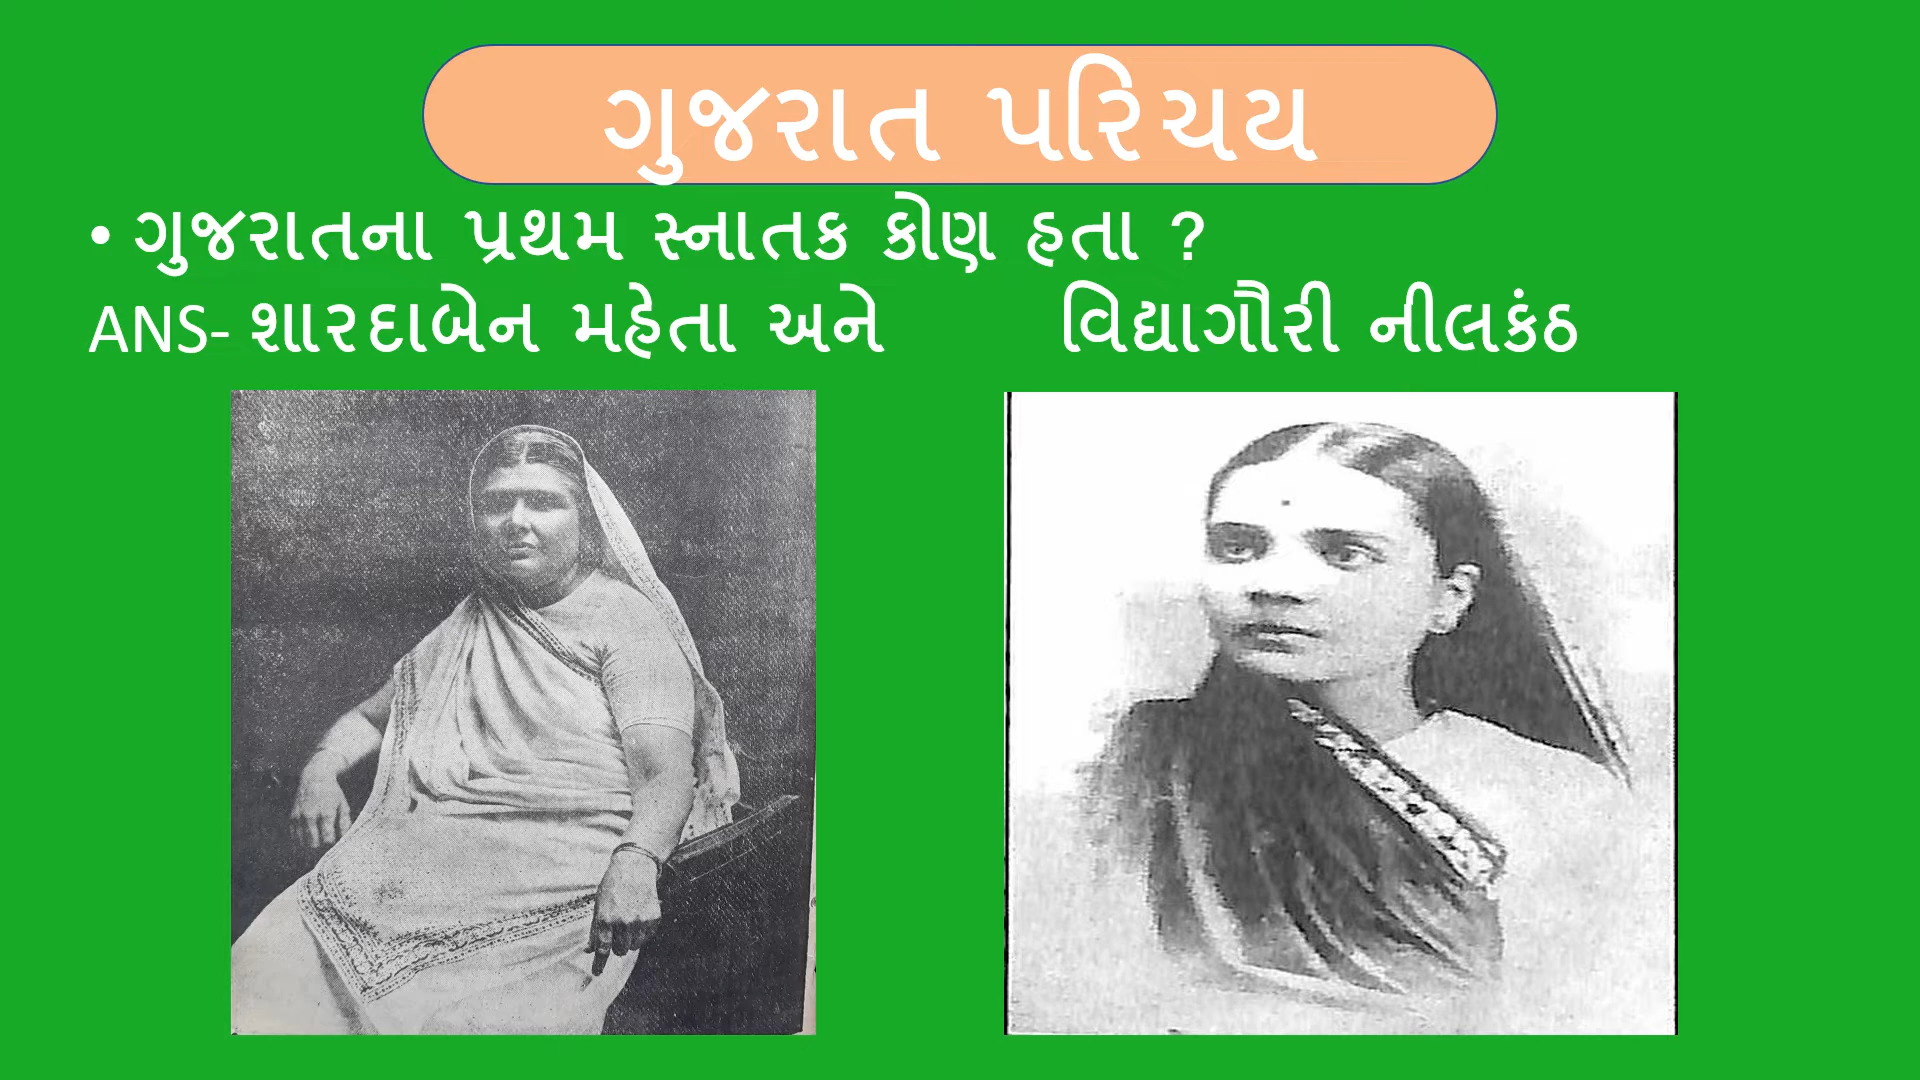 ગુજરાત પરિચય
• ગુજરાતના પ્રથમ સ્નાતક કોણ હતા ?
ANS- શારદાબેન મહેતા અને વિદ્યાગૌરી નીલકંઠ